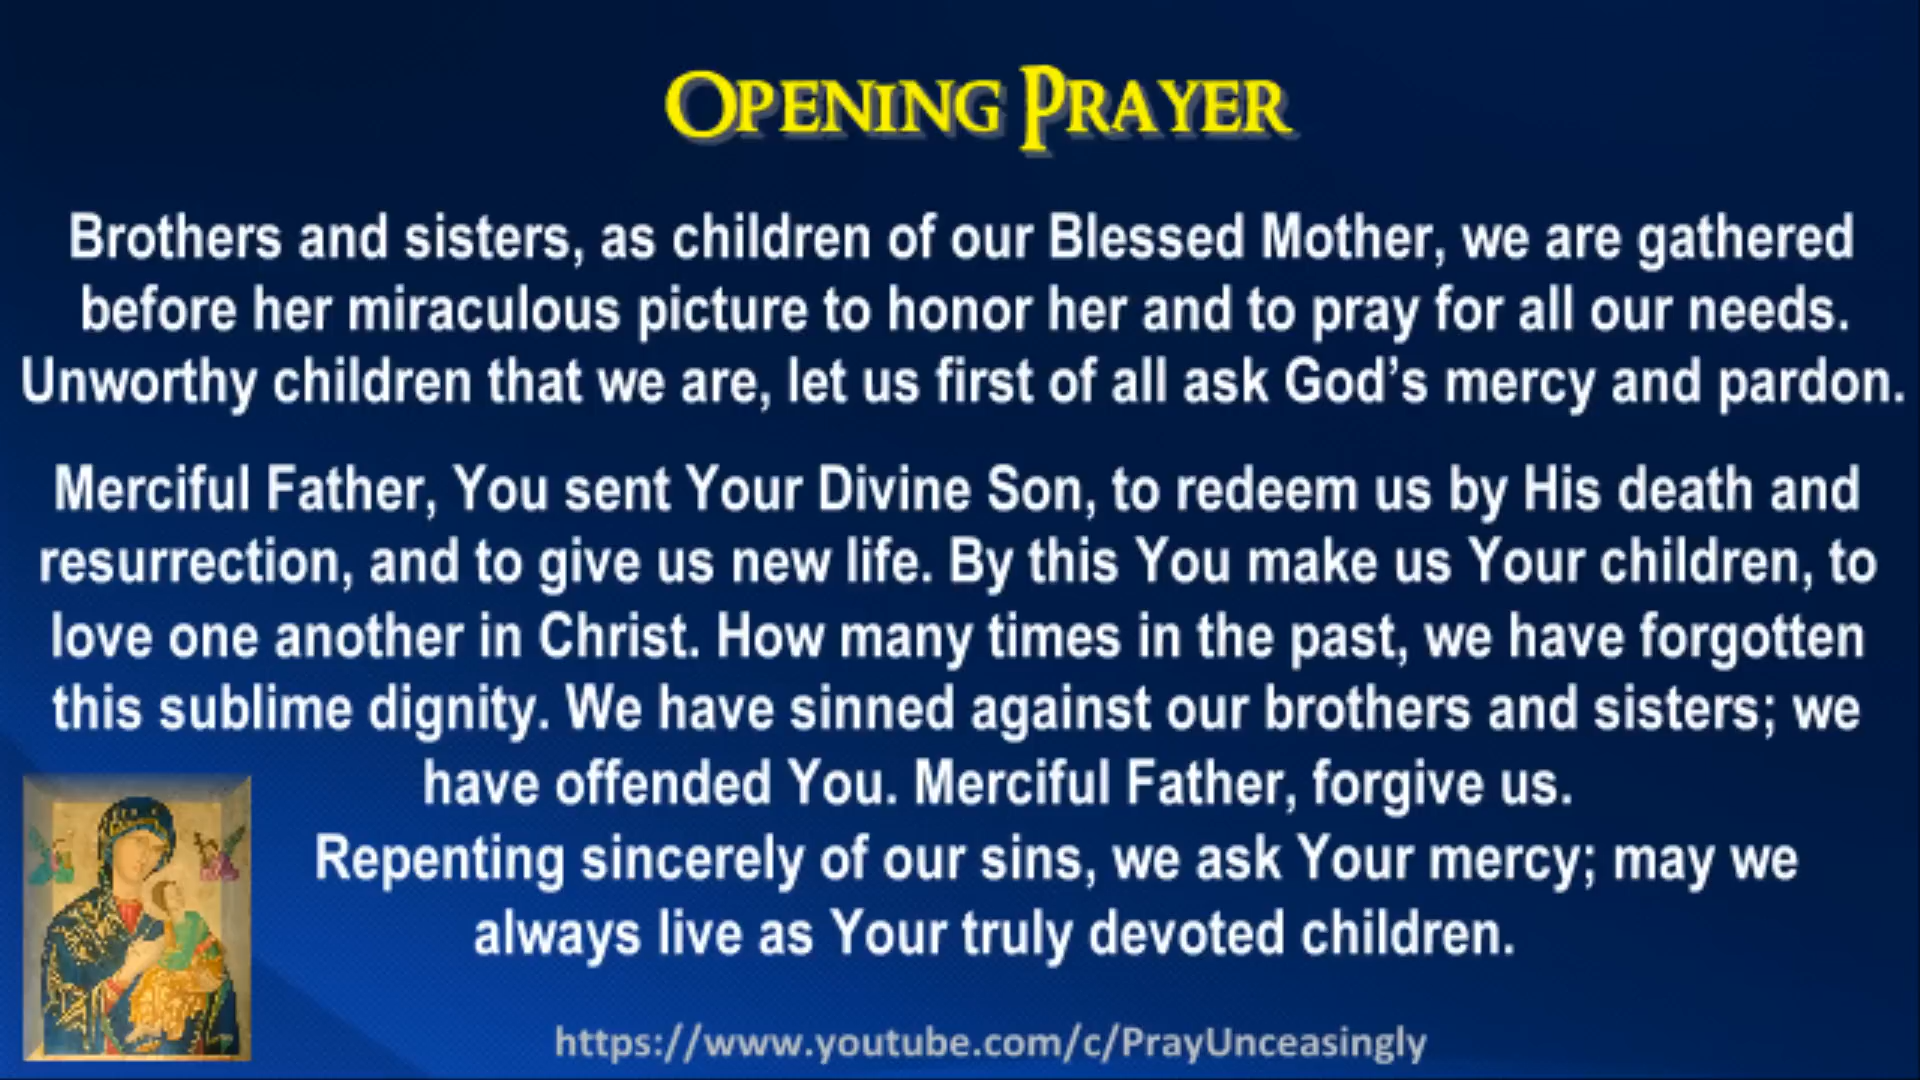 OPENING PRAYER
Brothers and sisters, as children of our Blessed Mother, we are gathered
before her miraculous picture to honor her and to pray for all our needs.
Unworthy children that we are, let us first of all ask God’s mercy and pardon.
Merciful Father, You sent Your Divine Son, to redeem us by His death and
resurrection, and to give us new life. By this You make us Your children, to
love one another in Christ. How many times in the past, we have forgotten
this sublime dignity. We have sinned against our brothers and sisters; we
have offended You. Merciful Father, forgive us.
Repenting sincerely of our sins, we ask Your mercy; may we
always live as Your truly devoted children.
https://www.youtube.com/c/PrayUnceasingly